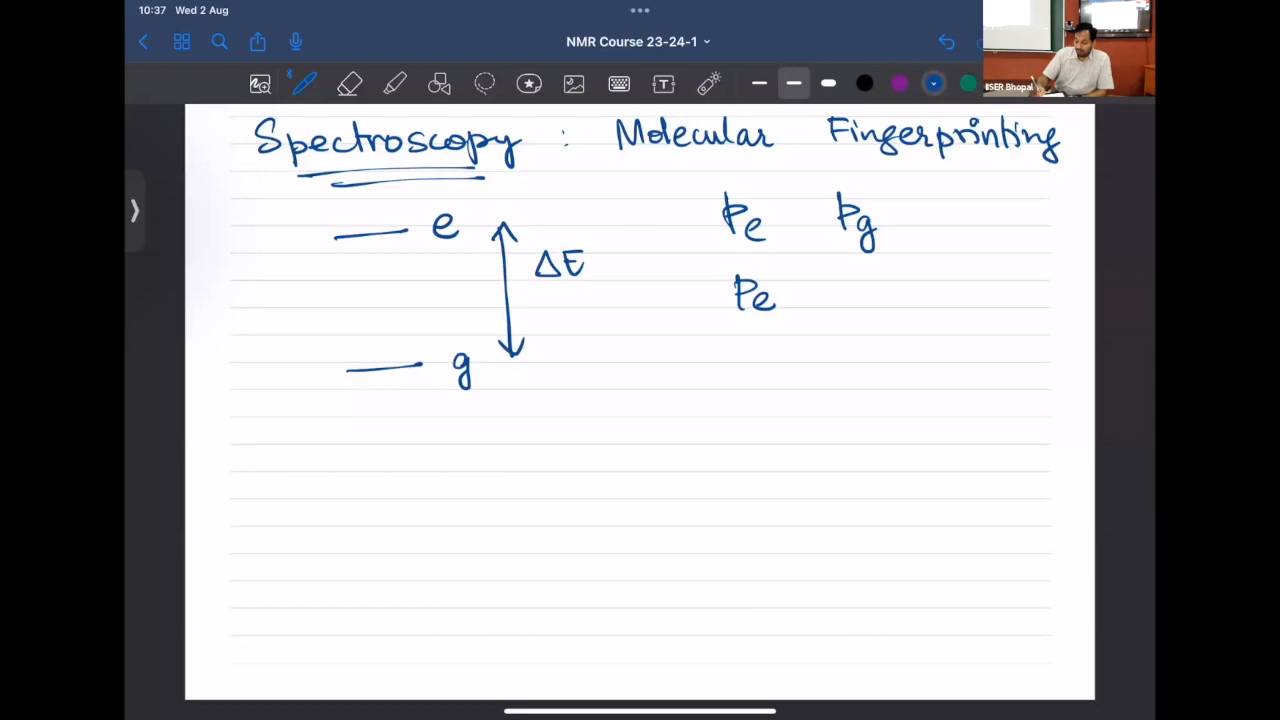 10:37 Wed 2 Aug
NMR Course 23-24-1
IISER Bhopal
Spectroscopy : Molecular Fingerprinting
e
ΔE
g
Pe Pg
Pe